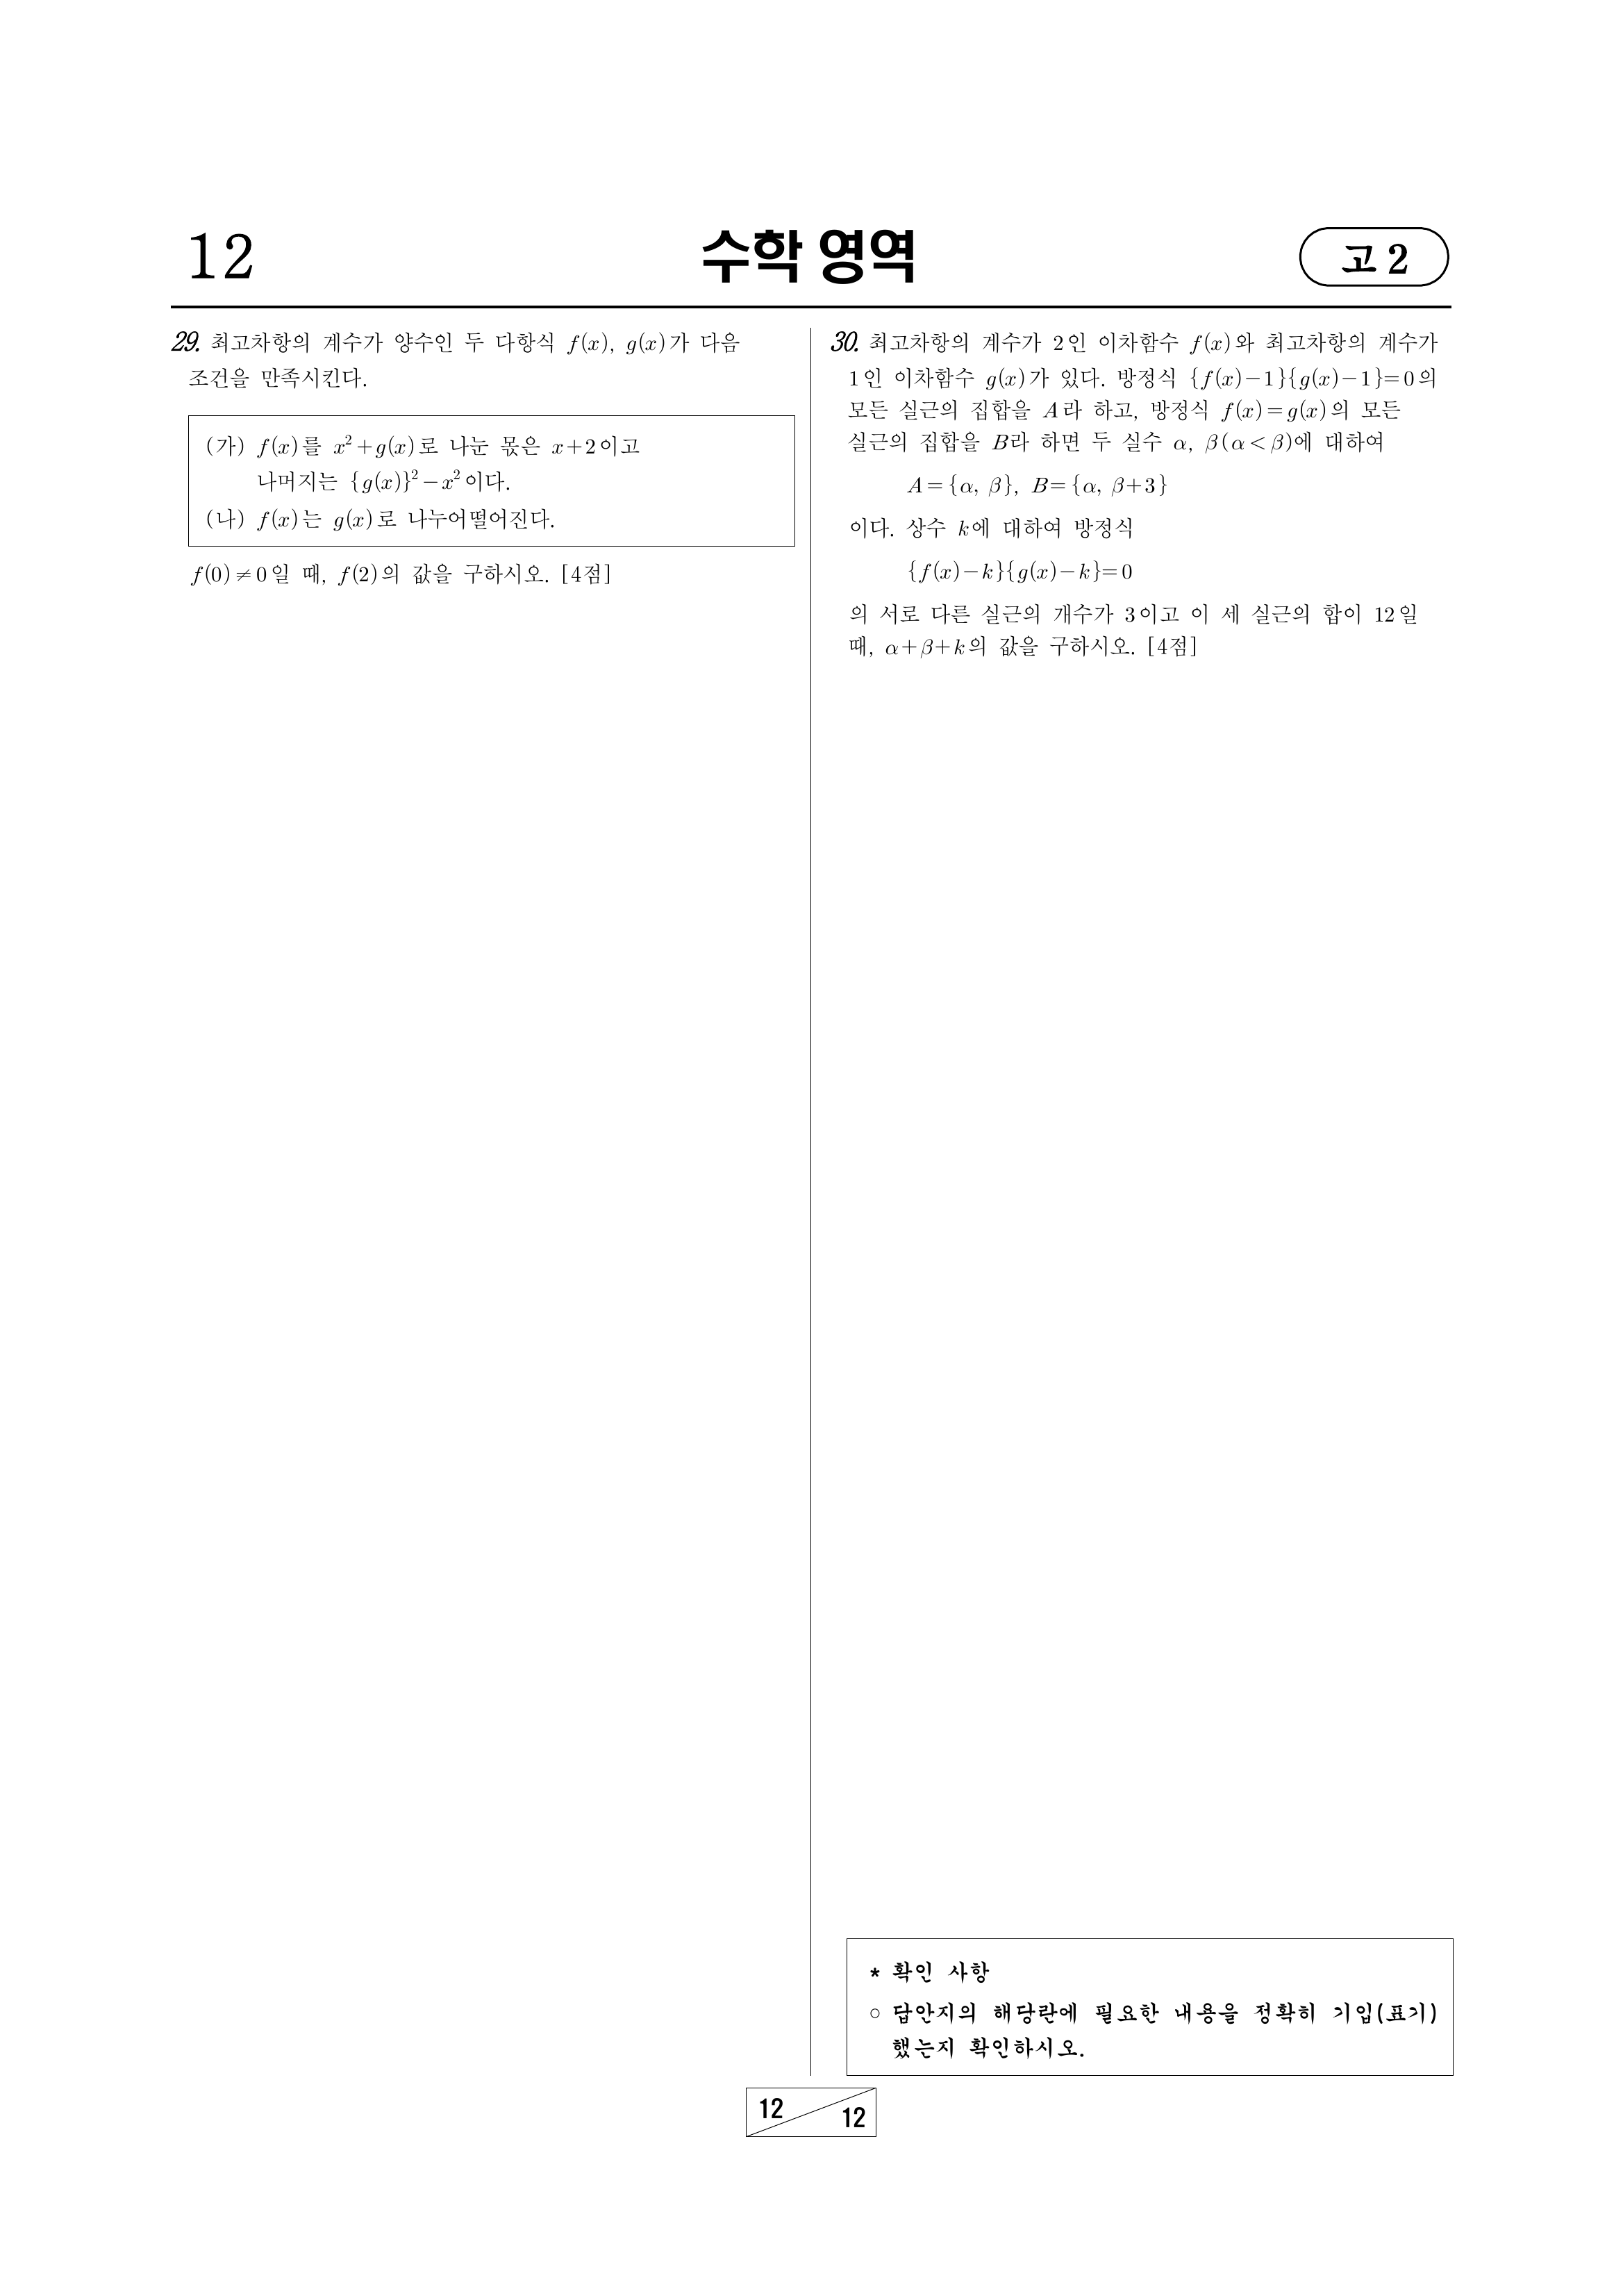 12
수학 영역
고 2
29. 최고차항의 계수가 양수인 두 다항식 f(x), g(x)가 다음
조건을 만족시킨다.
(가) f(x)를 x²+g(x)로 나눈 몫은 x+2이고
나머지는 {g(x)}²−x²이다.
(나) f(x)는 g(x)로 나누어떨어진다.
f(0)≠0일 때, f(2)의 값을 구하시오. [4점]
30. 최고차항의 계수가 2인 이차함수 f(x)와 최고차항의 계수가
1인 이차함수 g(x)가 있다. 방정식 {f(x)−1}{g(x)−1}=0의
모든 실근의 집합을 A라 하고, 방정식 f(x)=g(x)의 모든
실근의 집합을 B라 하면 두 실수 α, β(α<β)에 대하여
A={α, β}, B={α, β+3}
이다. 상수 k에 대하여 방정식
{f(x)−k}{g(x)−k}=0
의 서로 다른 실근의 개수가 3이고 이 세 실근의 합이 12일
때, α+β+k의 값을 구하시오. [4점]
* 확인 사항
○ 답안지의 해당란에 필요한 내용을 정확히 기입(표기)
했는지 확인하시오.
12
12